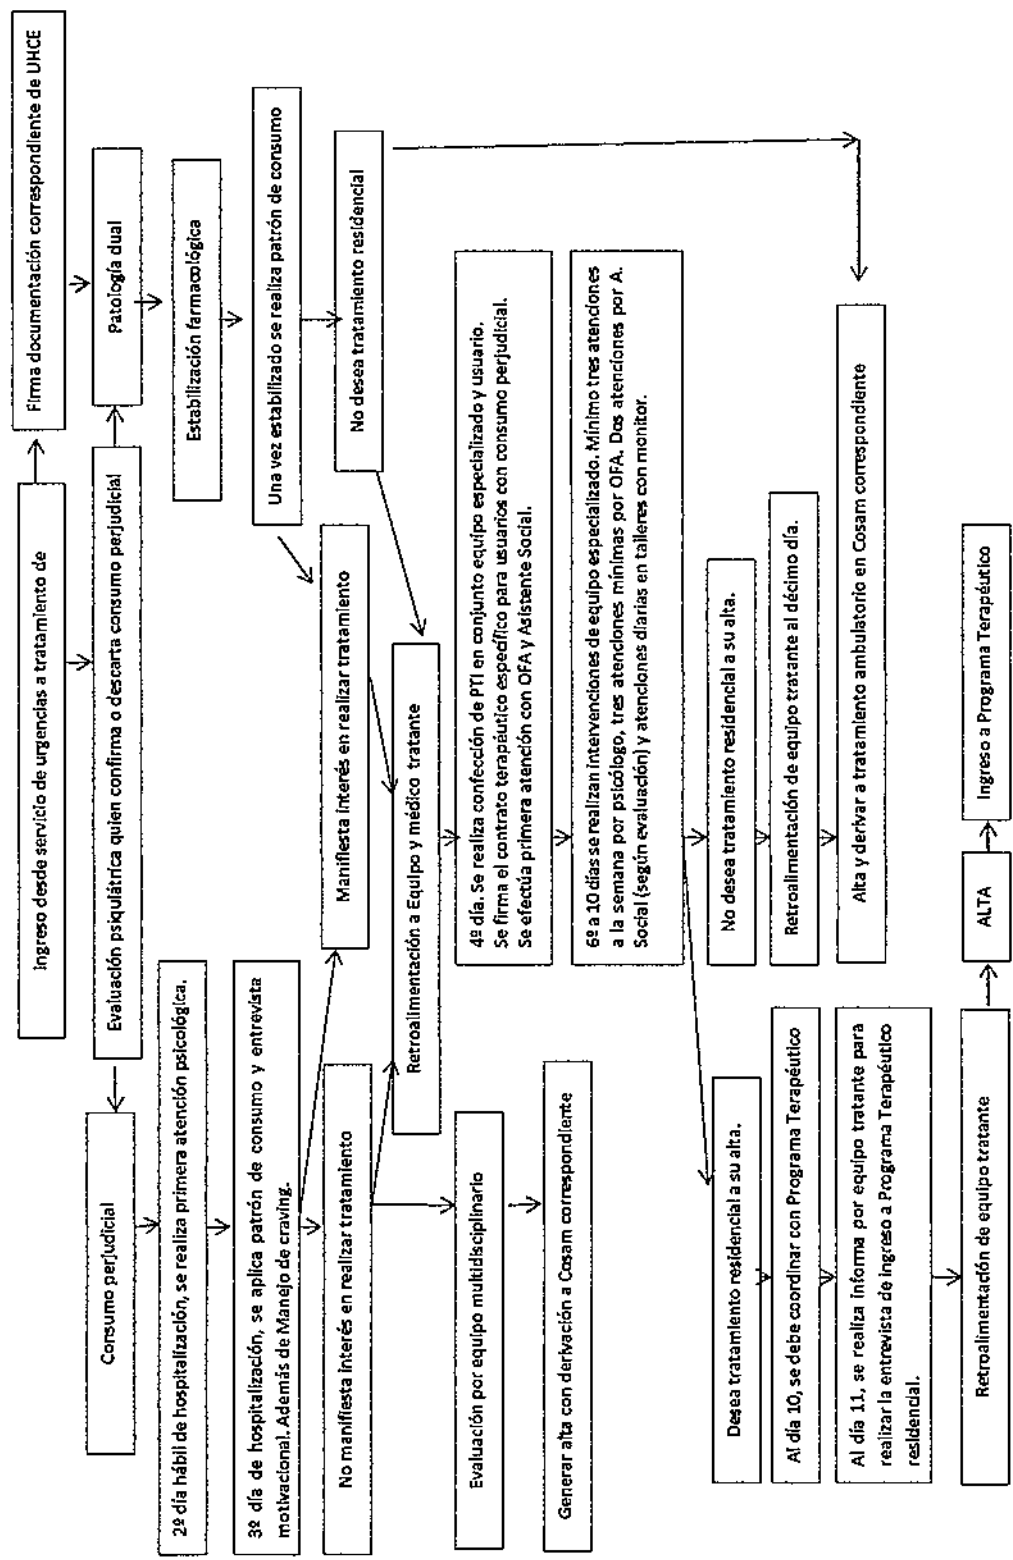 Ingreso desde servicio de urgencias a tratamiento de
Firma documentación correspondiente de UHCE
Evaluación psiquiátrica quien confirma o descarta consumo perjudicial
Patología dual
Consumo perjudicial
Estabilización farmacológica
2º día hábil de hospitalización, se realiza primera atención psicológica.
Una vez estabilizado se realiza patrón de consumo
3º día de hospitalización, se aplica patrón de consumo y entrevista
motivacional. Además de Manejo de craving.
No manifiesta interés en realizar tratamiento
Manifiesta interés en realizar tratamiento
No desea tratamiento residencial
Retroalimentación a Equipo y médico tratante
Evaluación por equipo multidisciplinario
4º día. Se realiza confección de PTI en conjunto equipo especializado y usuario.
Se firma el contrato terapéutico específico para usuarios con consumo perjudicial.
Se efectúa primera atención con OFA y Asistente Social.
Generar alta con derivación a Cosam correspondiente
6º a 10 días se realizan intervenciones de equipo especializado. Mínimo tres atenciones
a la semana por psicólogo, tres atenciones mínimas por OFA. Dos atenciones por A.
Social (según evaluación) y atenciones diarias en talleres con monitor.
Desea tratamiento residencial a su alta.
No desea tratamiento residencial a su alta.
Al día 10, se debe coordinar con Programa Terapéutico
Retroalimentación de equipo tratante al décimo día.
Al día 11, se realiza informa por equipo tratante para
realizar la entrevista de ingreso a Programa Terapéutico
residencial.
Alta y derivar a tratamiento ambulatorio en Cosam correspondiente
Retroalimentación de equipo tratante
ALTA
Ingreso a Programa Terapéutico